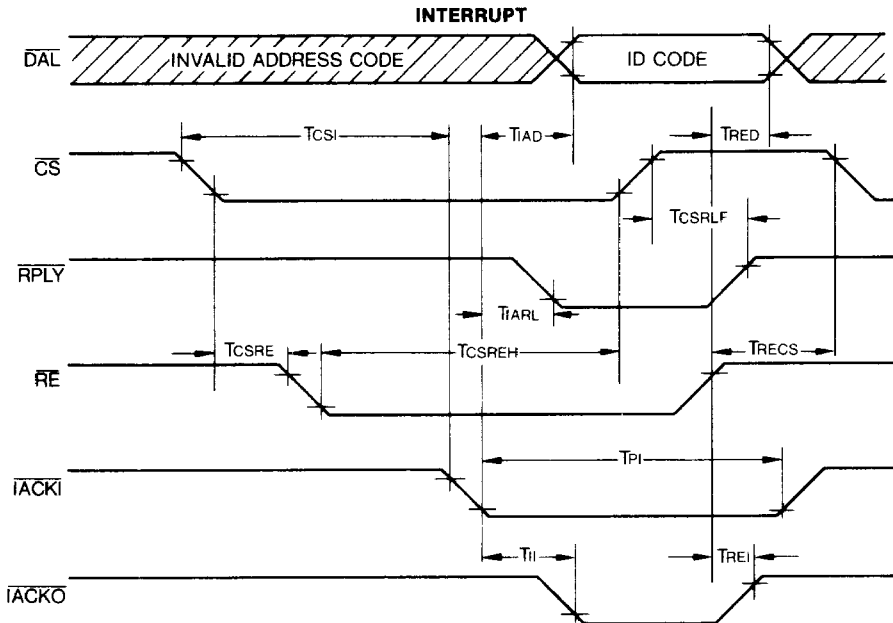 INTERRUPT
DAL
INVALID ADDRESS CODE
ID CODE
TCSI
TIAD
TRED
CS
TCSRLF
RPLY
TIARL
TCSRE
TCSREH
TRECS
RE
TPI
IACKI
TII
TREI
IACKO